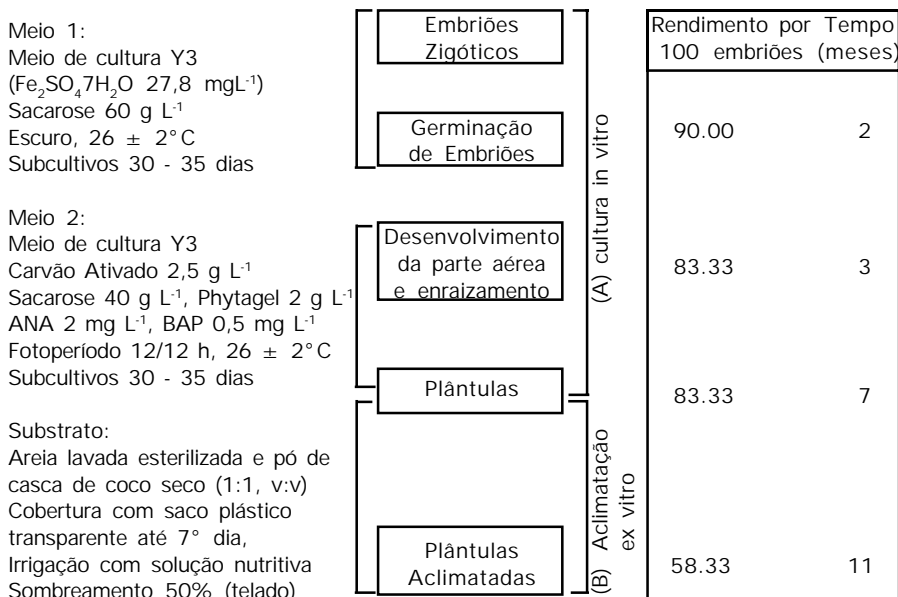 Meio 1:
Meio de cultura Y3
(Fe₂SO₄7H₂O 27,8 mgL⁻¹)
Sacarose 60 g L⁻¹
Escuro, 26 ± 2°C
Subcultivos 30 - 35 dias
Meio 2:
Meio de cultura Y3
Carvão Ativado 2,5 g L⁻¹
Sacarose 40 g L⁻¹, Phytagel 2 g L⁻¹
ANA 2 mg L⁻¹, BAP 0,5 mg L⁻¹
Fotoperíodo 12/12 h, 26 ± 2°C
Subcultivos 30 - 35 dias
Substrato:
Areia lavada esterilizada e pó de
casca de coco seco (1:1, v:v)
Cobertura com saco plástico
transparente até 7° dia,
Irrigação com solução nutritiva
Sombreamento 50% (telado)
Embriões
Zigóticos
Germinação
de Embriões
Desenvolvimento
da parte aérea
e enraizamento
Plântulas
Plântulas
Aclimatadas
(A) cultura in vitro
(B) Aclimatação
ex vitro
Rendimento por Tempo
100 embriões (meses)
90.00 2
83.33 3
83.33 7
58.33 11